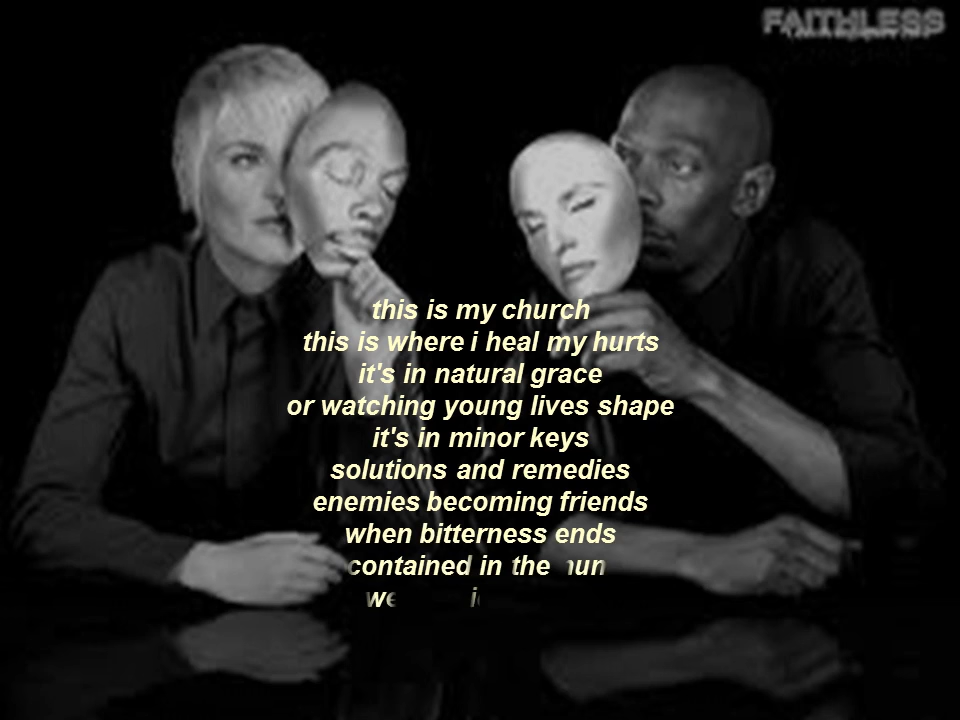 FAITHLESS
this is my church
this is where i heal my hurts
it's in natural grace
or watching young lives shape
it's in minor keys
solutions and remedies
enemies becoming friends
when bitterness ends
contained in the